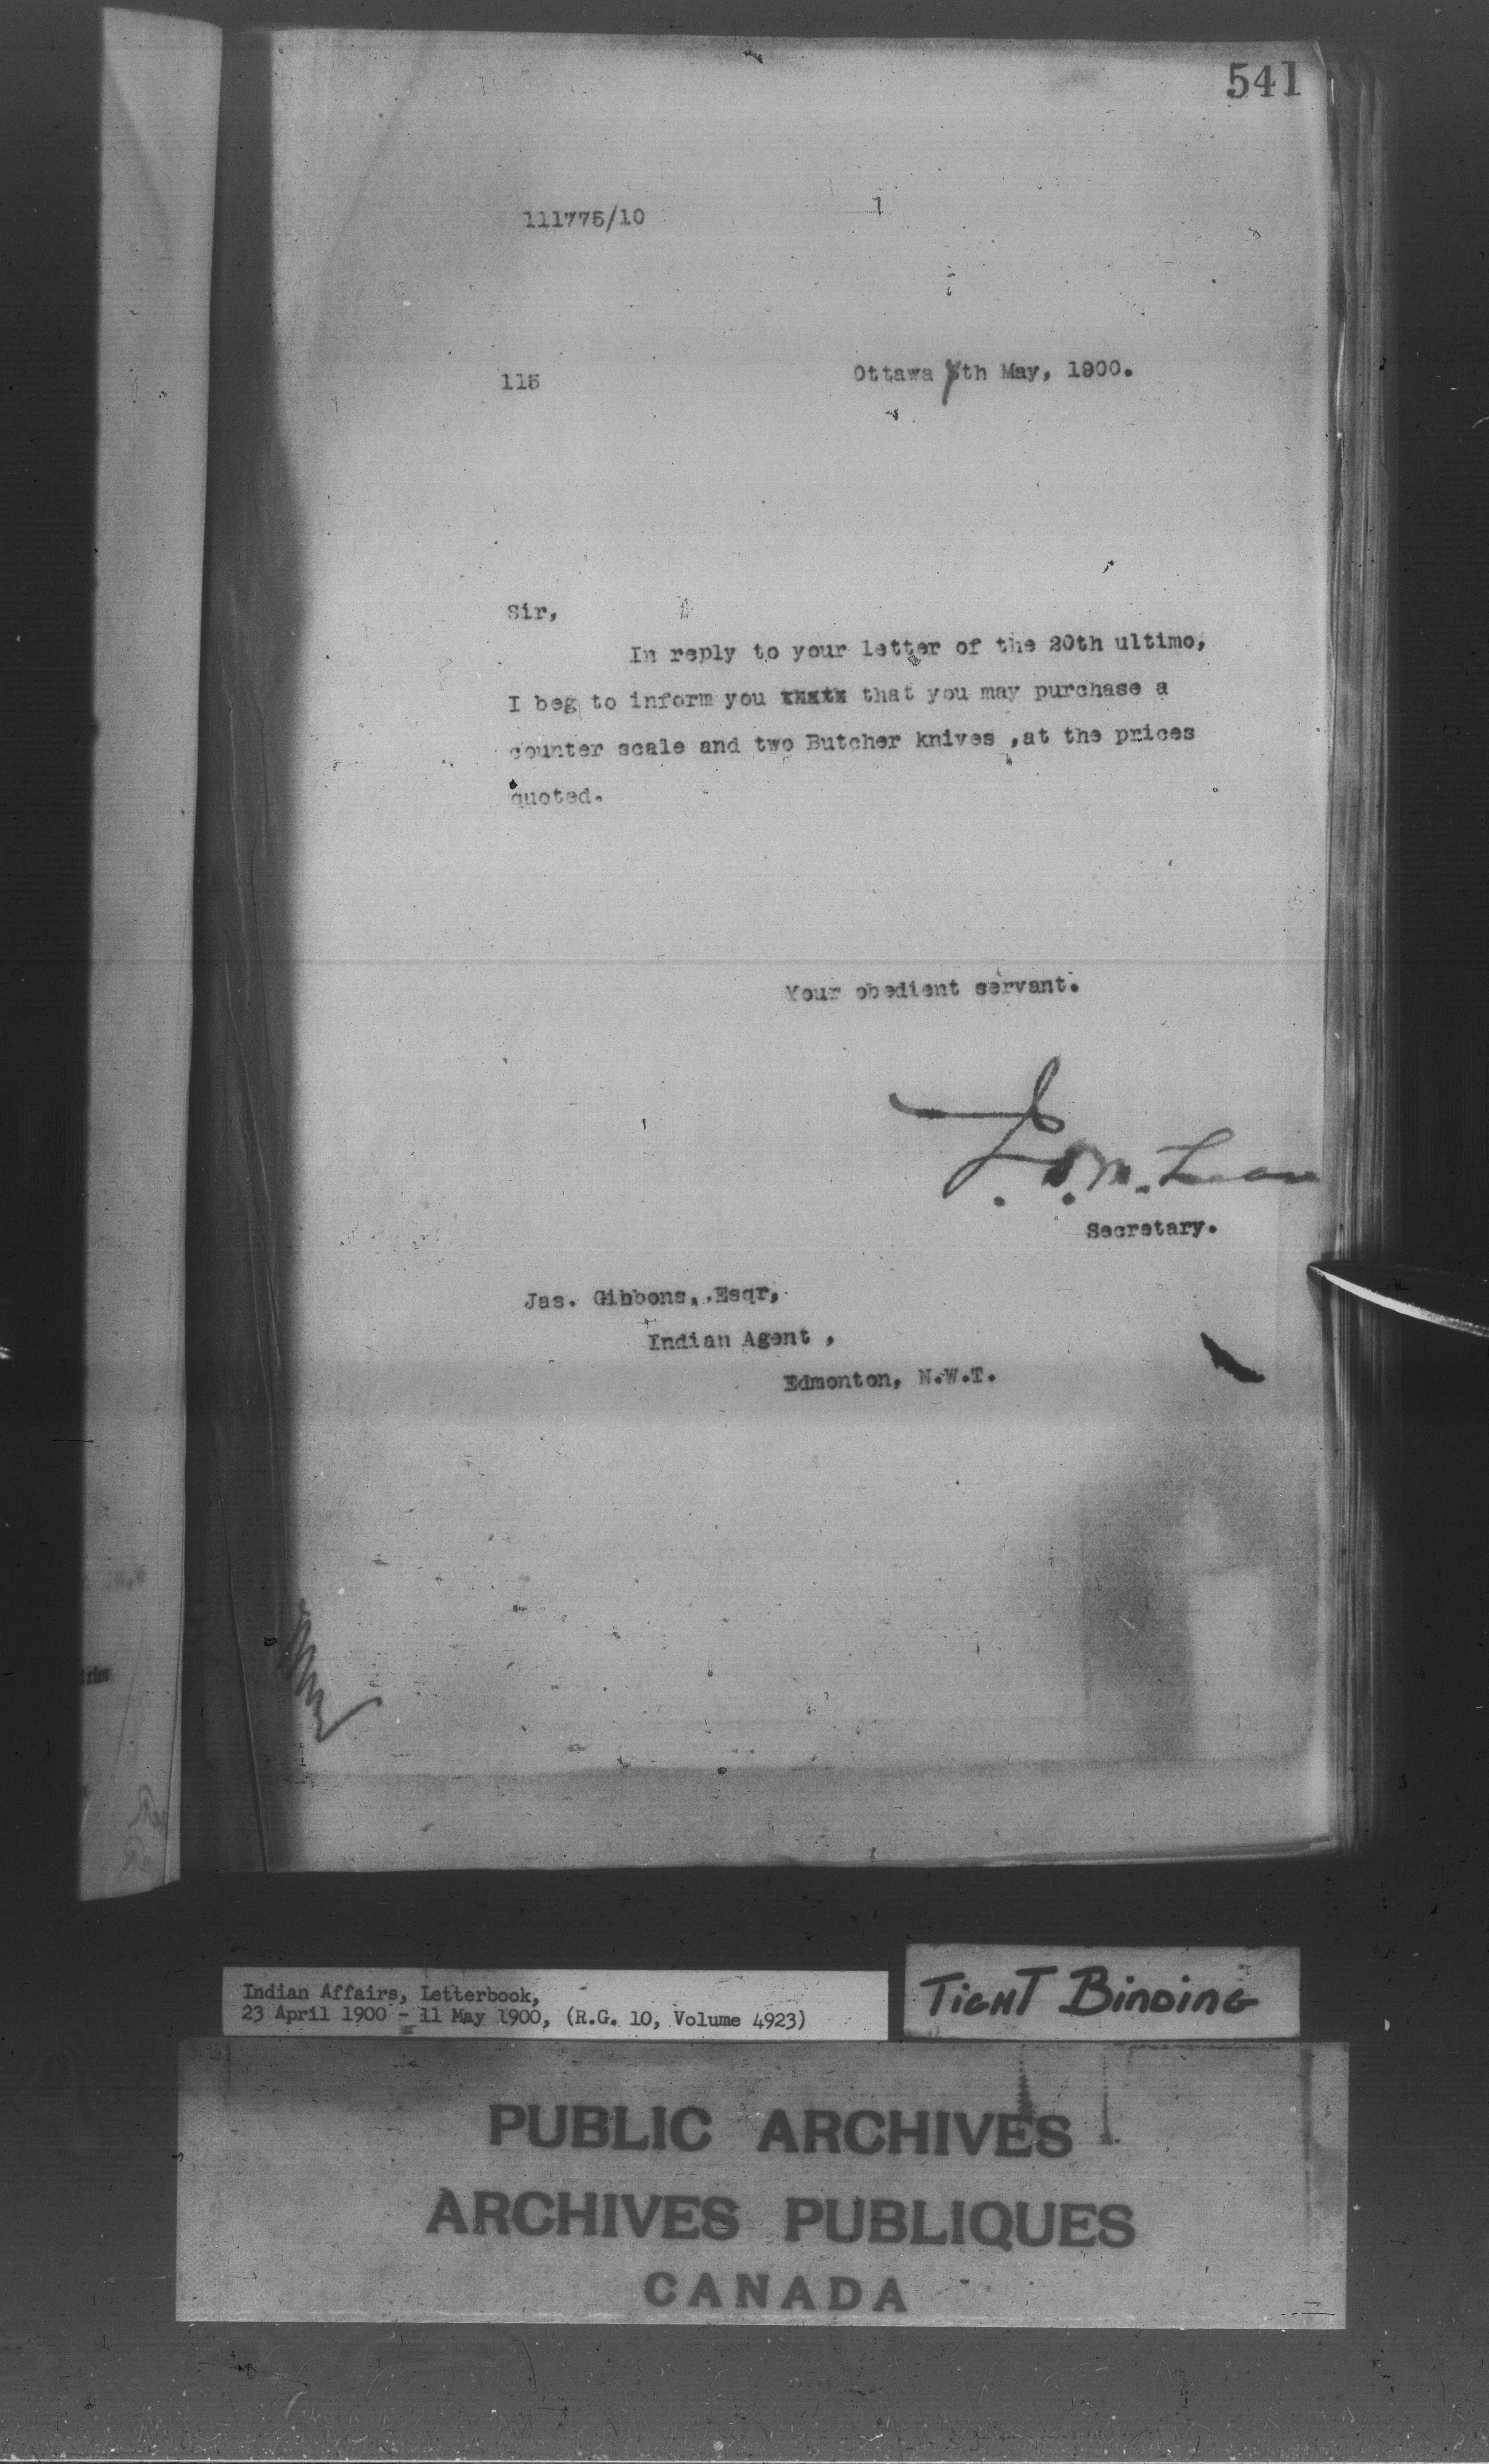 541
111775/10
115
Ottawa 7th May, 1900.
Sir,
In reply to your letter of the 20th ultimo,
I beg to inform you xxxxx that you may purchase a
counter scale and two Butcher knives ,at the prices
quoted.
Your obedient servant.
J. D. McLean
Secretary.
Jas. Gibbons, Esqr,
Indian Agent ,
Edmonton, N.W.T.
Indian Affairs, Letterbook,
23 April 1900 - 11 May 1900, (R.G. 10, Volume 4923)
TIGHT BINDING
PUBLIC ARCHIVES
ARCHIVES PUBLIQUES
CANADA